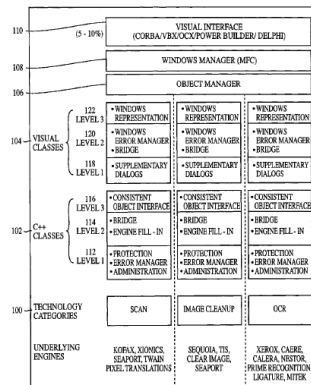 110
(5 - 10%)
VISUAL INTERFACE
(CORBA/VBX/OCX/POWER BUILDER/ DELPHI)
108
WINDOWS MANAGER (MFC)
106
OBJECT MANAGER
104
VISUAL
CLASSES
122
LEVEL 3
• WINDOWS
REPRESENTATION
• WINDOWS
REPRESENTATION
• WINDOWS
REPRESENTATION
120
LEVEL 2
• WINDOWS
ERROR MANAGER
• BRIDGE
• WINDOWS
ERROR MANAGER
• BRIDGE
• WINDOWS
ERROR MANAGER
• BRIDGE
118
LEVEL 1
• SUPPLEMENTARY
DIALOGS
• SUPPLEMENTARY
DIALOGS
• SUPPLEMENTARY
DIALOGS
102
C++
CLASSES
116
LEVEL 3
• CONSISTENT
OBJECT INTERFACE
• CONSISTENT
OBJECT INTERFACE
• CONSISTENT
OBJECT INTERFACE
114
LEVEL 2
• BRIDGE
• ENGINE FILL - IN
• BRIDGE
• ENGINE FILL - IN
• BRIDGE
• ENGINE FILL - IN
112
LEVEL 1
• PROTECTION
• ERROR MANAGER
• ADMINISTRATION
• PROTECTION
• ERROR MANAGER
• ADMINISTRATION
• PROTECTION
• ERROR MANAGER
• ADMINISTRATION
100
TECHNOLOGY
CATEGORIES
SCAN
IMAGE CLEANUP
OCR
UNDERLYING
ENGINES
KOFAX, XIONICS,
SEAPORT, TWAIN
PIXEL TRANSLATIONS
SEQUOIA, TIS,
CLEAR IMAGE,
SEAPORT
XEROX, CAERE,
CALERA, NESTOR,
PRIME RECOGNITION,
LIGATURE, MITEK